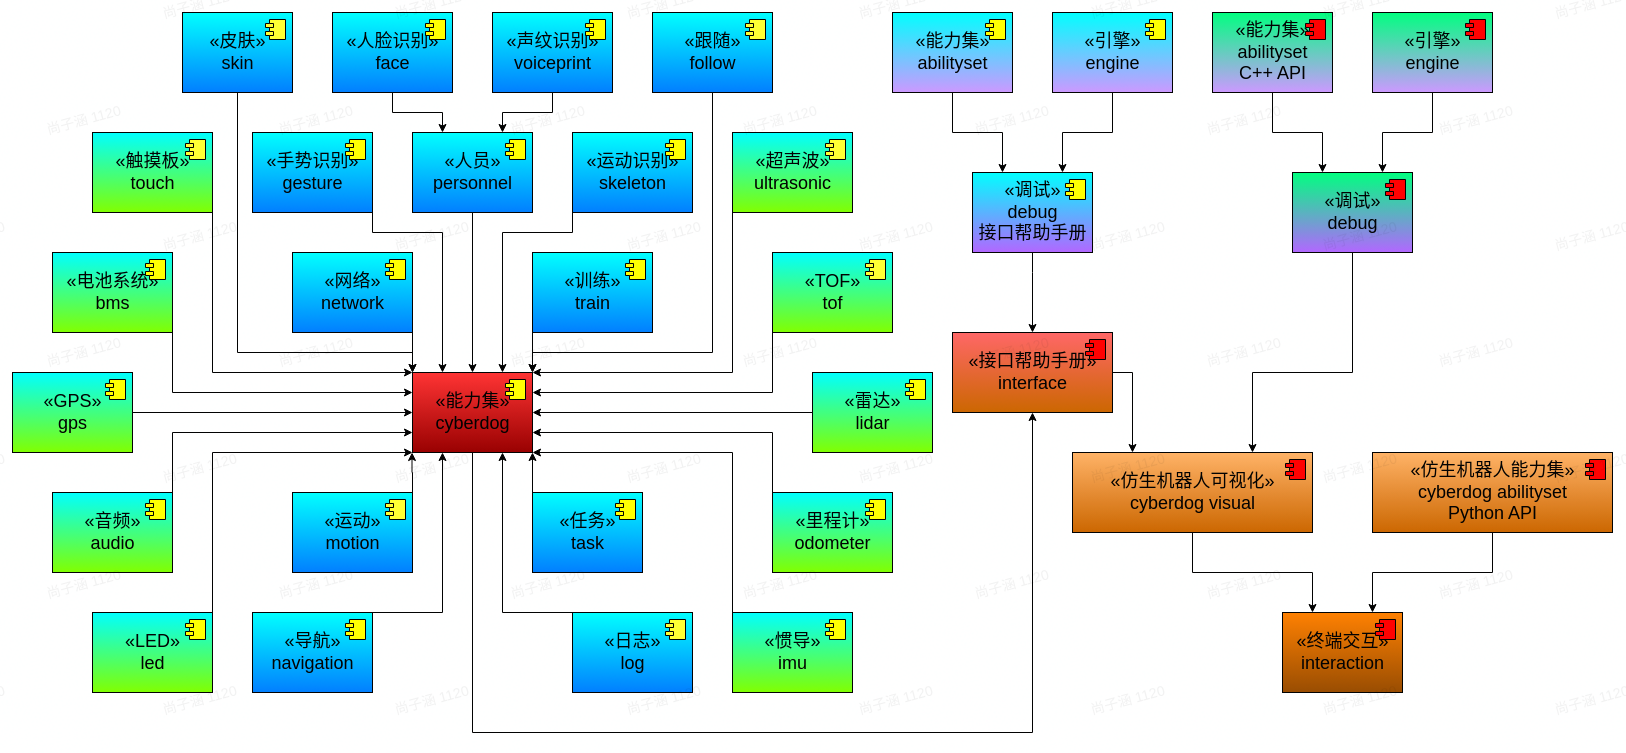 «皮肤»
skin
«人脸识别»
face
«声纹识别»
voiceprint
«跟随»
follow
«能力集»
abilityset
«引擎»
engine
«能力集»
abilityset
C++ API
«引擎»
engine
«触摸板»
touch
«手势识别»
gesture
«人员»
personnel
«运动识别»
skeleton
«超声波»
ultrasonic
«调试»
debug
接口帮助手册
«调试»
debug
«电池系统»
bms
«网络»
network
«训练»
train
«TOF»
tof
«接口帮助手册»
interface
«GPS»
gps
«能力集»
cyberdog
«雷达»
lidar
«仿生机器人可视化»
cyberdog visual
«仿生机器人能力集»
cyberdog abilityset
Python API
«音频»
audio
«运动»
motion
«任务»
task
«里程计»
odometer
«LED»
led
«导航»
navigation
«日志»
log
«惯导»
imu
«终端交互»
interaction
尚子涵 1120